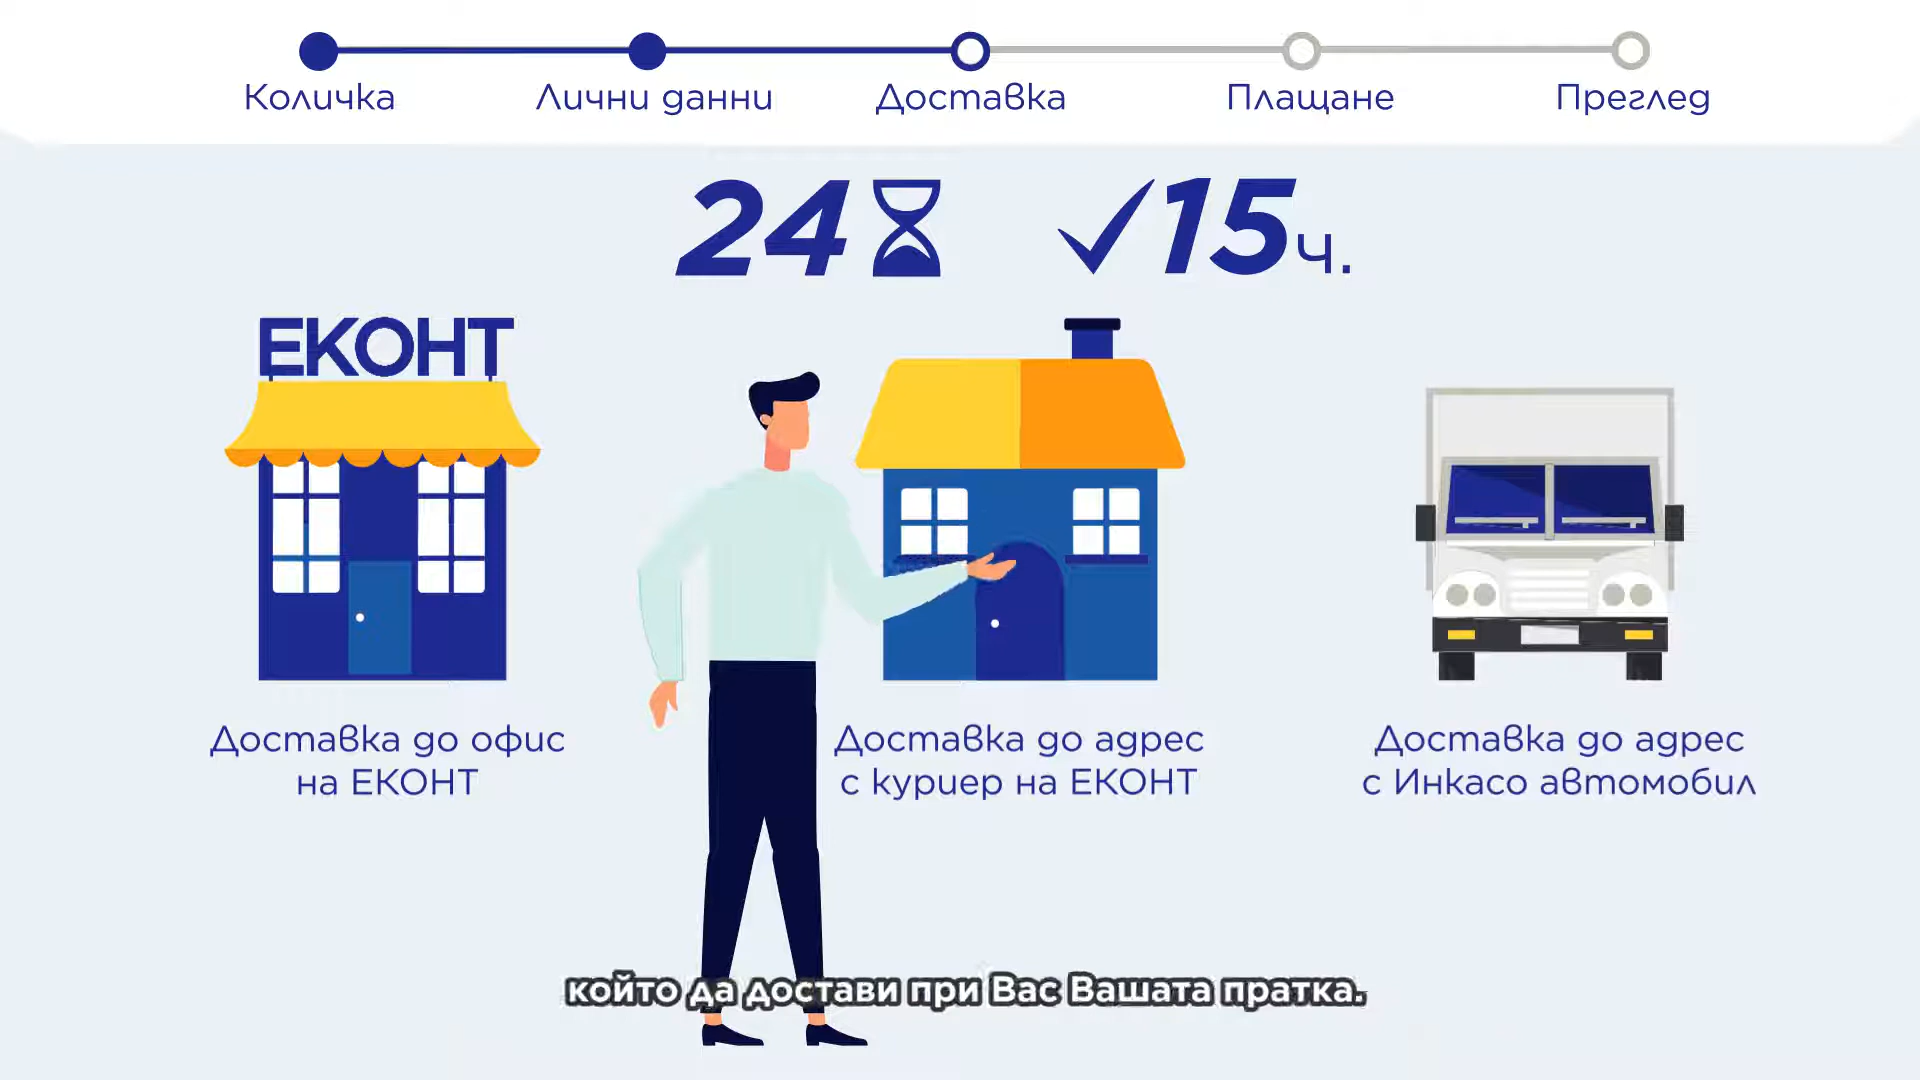 Количка
Лични данни
Доставка
Плащане
Преглед
24
15ч.
ЕКОНТ
Доставка до офис
на ЕКОНТ
Доставка до адрес
с куриер на ЕКОНТ
Доставка до адрес
с Инкасо автомобил
който да достави при Вас Вашата пратка.